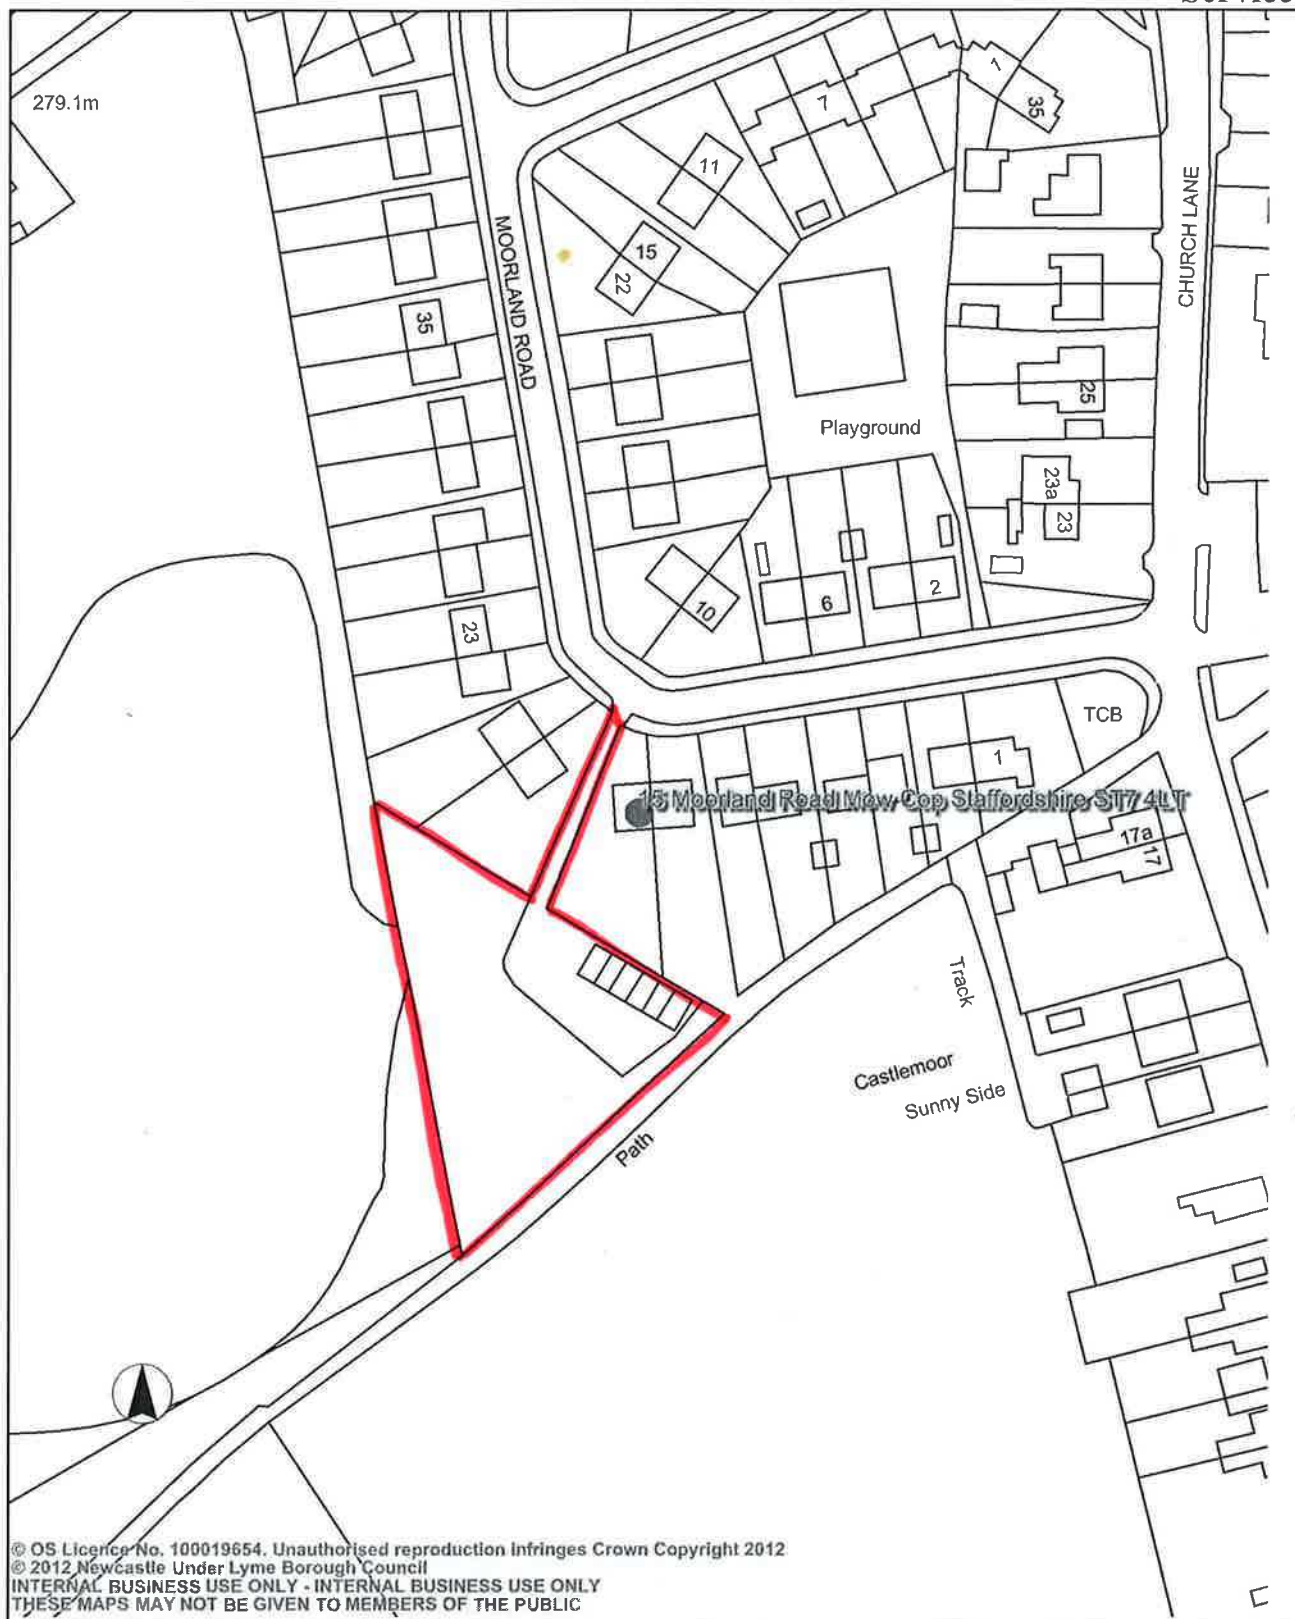 279.1m
1
7
35
11
MOORLAND ROAD
CHURCH LANE
15
22
35
25
Playground
23a
23
10
6
2
23
TCB
1
15 Moorland Road Mow Cop Staffordshire ST7 4LT
17a
17
Track
Castlemoor
Sunny Side
Path
© OS Licence No. 100019654. Unauthorised reproduction infringes Crown Copyright 2012
© 2012 Newcastle Under Lyme Borough Council
INTERNAL BUSINESS USE ONLY - INTERNAL BUSINESS USE ONLY
THESE MAPS MAY NOT BE GIVEN TO MEMBERS OF THE PUBLIC